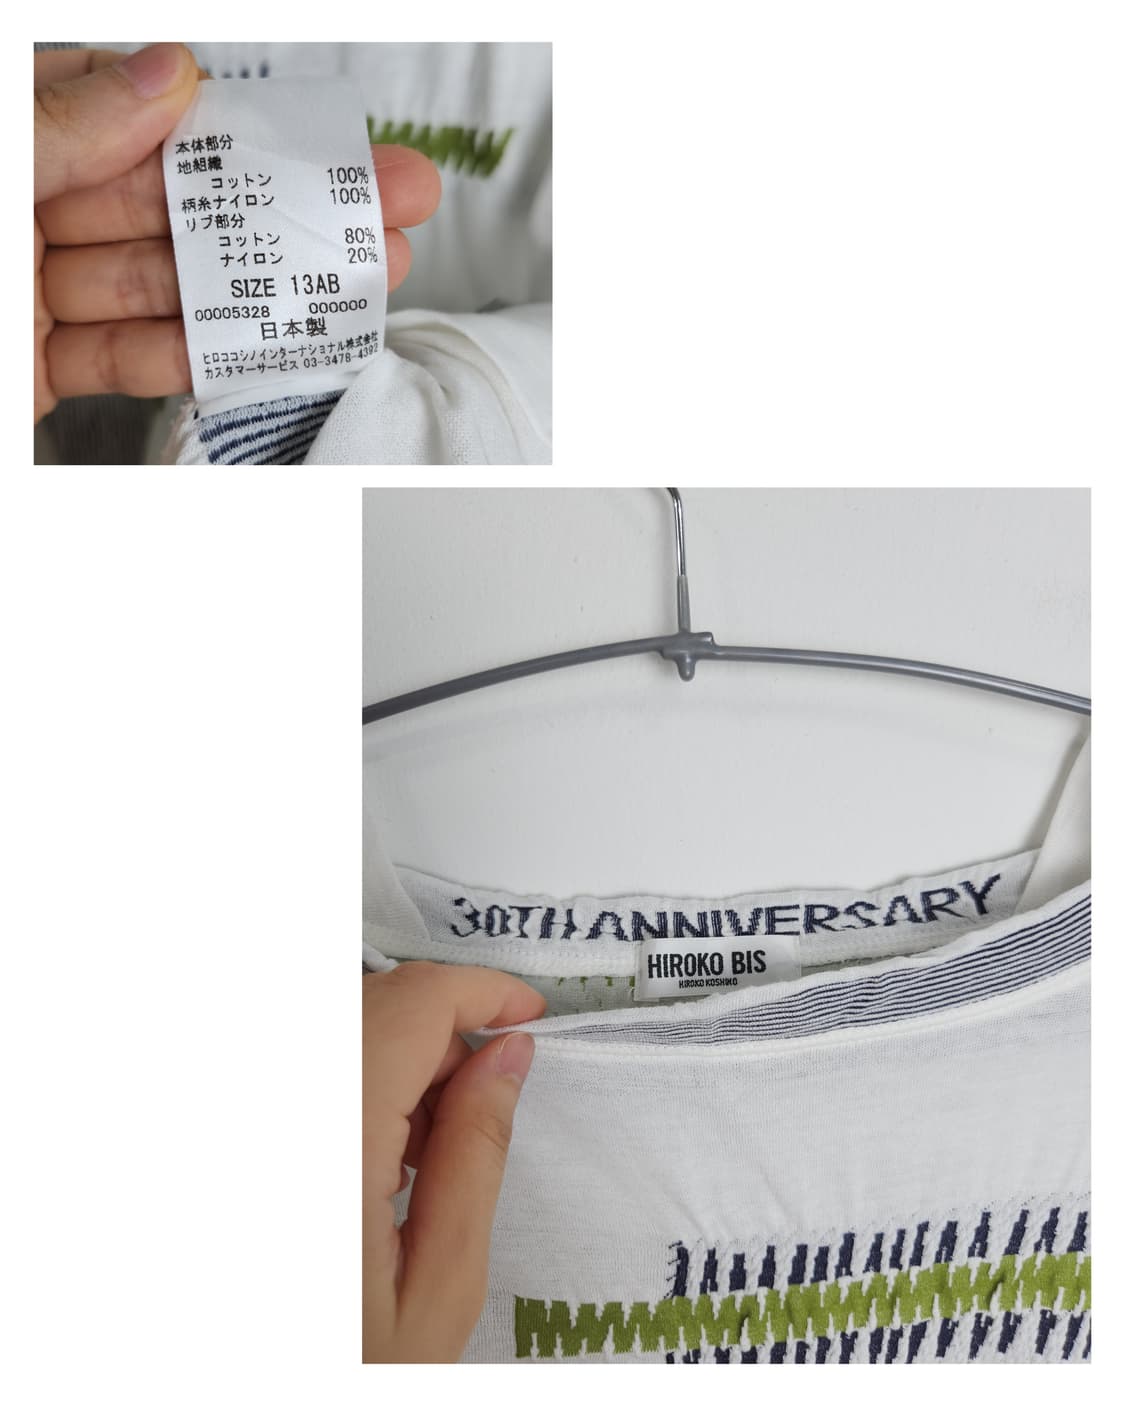 本体部分
地組織
コットン 100%
柄糸ナイロン 100%
リブ部分
コットン 80%
ナイロン 20%
SIZE 13AB
00005328 000000
日本製
ヒロココシノインターナショナル株式会社
カスタマーサービス 03-3478-4392
30TH ANNIVERSARY
HIROKO BIS
HIROKO KOSHINO